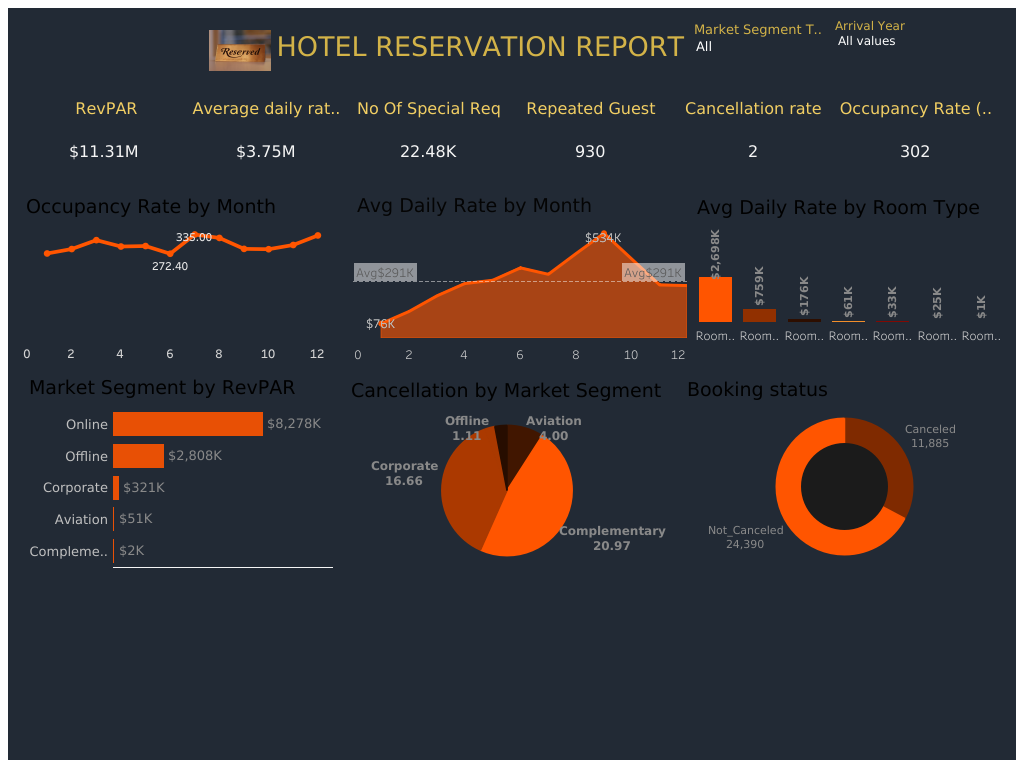 Reserved
HOTEL RESERVATION REPORT
Market Segment T..
All
Arrival Year
All values
RevPAR
Average daily rat..
No Of Special Req
Repeated Guest
Cancellation rate
Occupancy Rate (..
$11.31M
$3.75M
22.48K
930
2
302
Occupancy Rate by Month
335.00
272.40
0 2 4 6 8 10 12
Avg Daily Rate by Month
$534K
Avg$291K
Avg$291K
$76K
0 2 4 6 8 10 12
Avg Daily Rate by Room Type
$2,698K
$759K
$176K
$61K
$33K
$25K
$1K
Room.. Room.. Room.. Room.. Room.. Room.. Room..
Market Segment by RevPAR
Online $8,278K
Offline $2,808K
Corporate $321K
Aviation $51K
Compleme.. $2K
Cancellation by Market Segment
Offline
1.11
Aviation
4.00
Corporate
16.66
Complementary
20.97
Booking status
Canceled
11,885
Not_Canceled
24,390